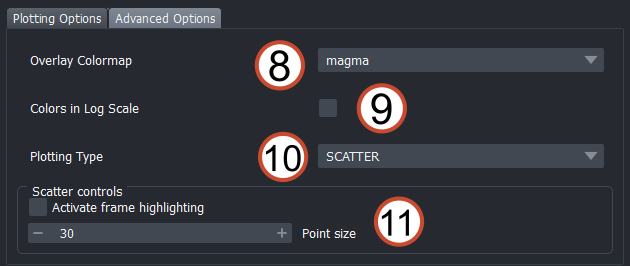 Plotting Options Advanced Options
Overlay Colormap 8 magma
Colors in Log Scale 9
Plotting Type 10 SCATTER
Scatter controls
Activate frame highlighting 11
− 30 + Point size